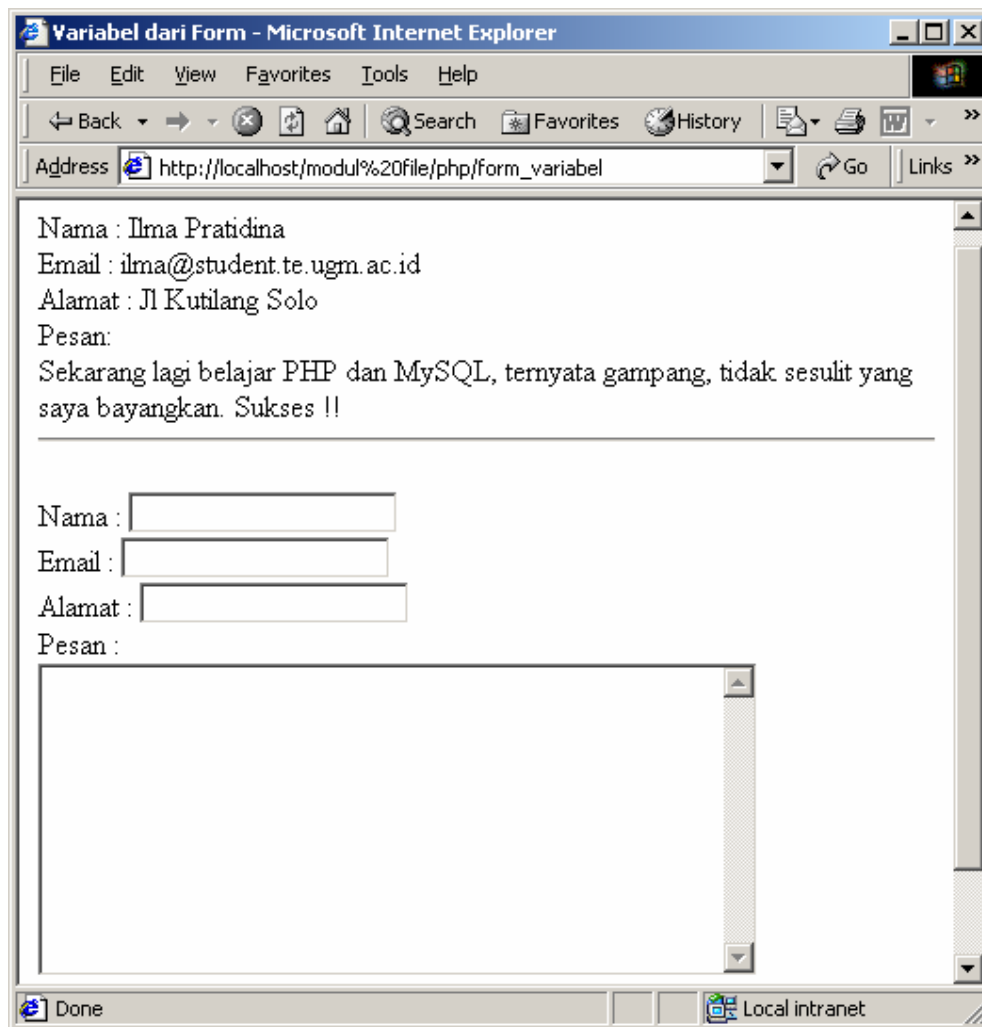 Variabel dari Form - Microsoft Internet Explorer
File Edit View Favorites Tools Help
Back Search Favorites History W »
Address http://localhost/modul%20file/php/form_variabel Go Links »
Nama : Ilma Pratidina
Email : ilma@student.te.ugm.ac.id
Alamat : Jl Kutilang Solo
Pesan:
Sekarang lagi belajar PHP dan MySQL, ternyata gampang, tidak sesulit yang
saya bayangkan. Sukses !!
Nama :
Email :
Alamat :
Pesan :
Done Local intranet